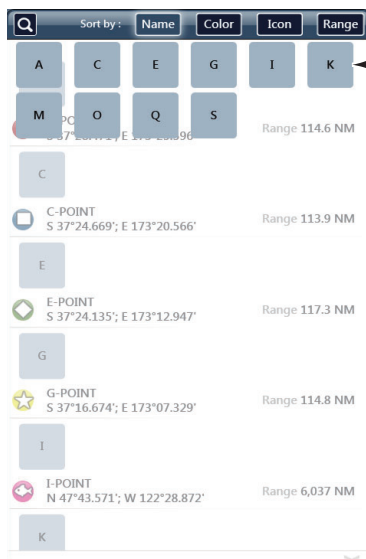 Sort by : Name Color Icon Range
A C E G I K
M O Q S
Range 114.6 NM
C
C-POINT
S 37°24.669'; E 173°20.566'
Range 113.9 NM
E
E-POINT
S 37°24.135'; E 173°12.947'
Range 117.3 NM
G
G-POINT
S 37°16.674'; E 173°07.329'
Range 114.8 NM
I
I-POINT
N 47°43.571'; W 122°28.872'
Range 6,037 NM
K